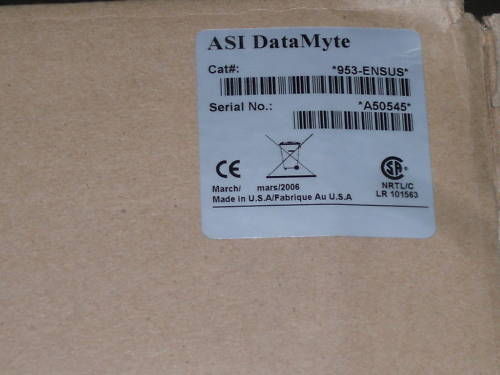 ASI DataMyte
Cat#: *953-ENSUS*
Serial No.: *A50545*
CE
SA
NRTL/C
LR 101563
March/ mars/2006
Made in U.S.A/Fabrique Au U.S.A